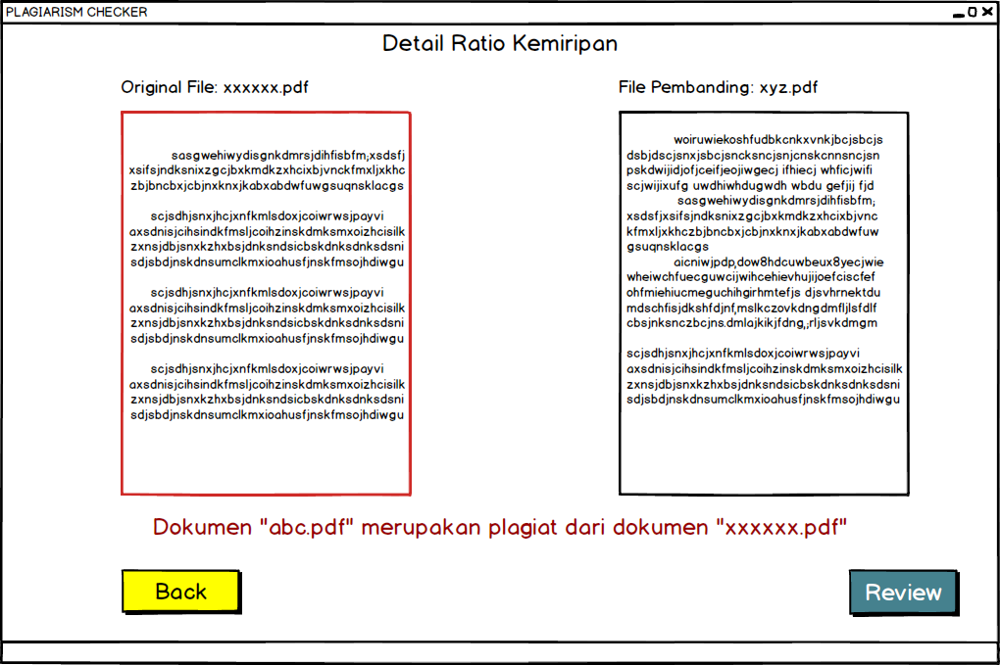 PLAGIARISM CHECKER
Detail Ratio Kemiripan
Original File: xxxxxx.pdf
sasgwehiwydisgnkdmrsjdihfisbfm;xsdsfj
xsifsjndksnixzgcjbxkmdkzxhcixbjvnckfmxljxkhc
zbjbncbxjcbjnxknxjkabxabdwfuwgsuqnsklacgs
scjsdhjsnxjhcjxnfkmlsdoxjcoiwrwsjpayvi
axsdnisjcihsindkfmsljcoihzinskdmksmxoizhcisilk
zxnsjdbjsnxkzhxbsjdnksndsicbskdnksdnksdsni
sdjsbdjnskdnsumclkmxioahusfjnskfmsojhdiwgu
scjsdhjsnxjhcjxnfkmlsdoxjcoiwrwsjpayvi
axsdnisjcihsindkfmsljcoihzinskdmksmxoizhcisilk
zxnsjdbjsnxkzhxbsjdnksndsicbskdnksdnksdsni
sdjsbdjnskdnsumclkmxioahusfjnskfmsojhdiwgu
scjsdhjsnxjhcjxnfkmlsdoxjcoiwrwsjpayvi
axsdnisjcihsindkfmsljcoihzinskdmksmxoizhcisilk
zxnsjdbjsnxkzhxbsjdnksndsicbskdnksdnksdsni
sdjsbdjnskdnsumclkmxioahusfjnskfmsojhdiwgu
File Pembanding: xyz.pdf
woiruwiekoshfudbkcnkxvnkjbcjsbcjs
dsbjdscjsnxjsbcjsncksncjsnjcnskcnnsncjsn
pskdwijidjofjceifjeojiwgecj ifhiecj whficjwifi
scjwijixufg uwdhiwhdugwdh wbdu gefjij fjd
sasgwehiwydisgnkdmrsjdihfisbfm;
xsdsfjxsifsjndksnixzgcjbxkmdkzxhcixbjvnc
kfmxljxkhczbjbncbxjcbjnxknxjkabxabdwfuw
gsuqnsklacgs
aicniwjpdp,dow8hdcuwbeux8yecjwie
wheiwchfuecguwcijwihcehievhujijoefciscfef
ohfmiehiucmeguchihgirhmtefjs djsvhrnektdu
mdschfisjdkshfdjnf,mslkczovkdngdmfljlsfdlf
cbsjnksnczbcjns.dmlajkikjfdng,;rljsvkdmgm
scjsdhjsnxjhcjxnfkmlsdoxjcoiwrwsjpayvi
axsdnisjcihsindkfmsljcoihzinskdmksmxoizhcisilk
zxnsjdbjsnxkzhxbsjdnksndsicbskdnksdnksdsni
sdjsbdjnskdnsumclkmxioahusfjnskfmsojhdiwgu
Dokumen "abc.pdf" merupakan plagiat dari dokumen "xxxxxx.pdf"
Back
Review